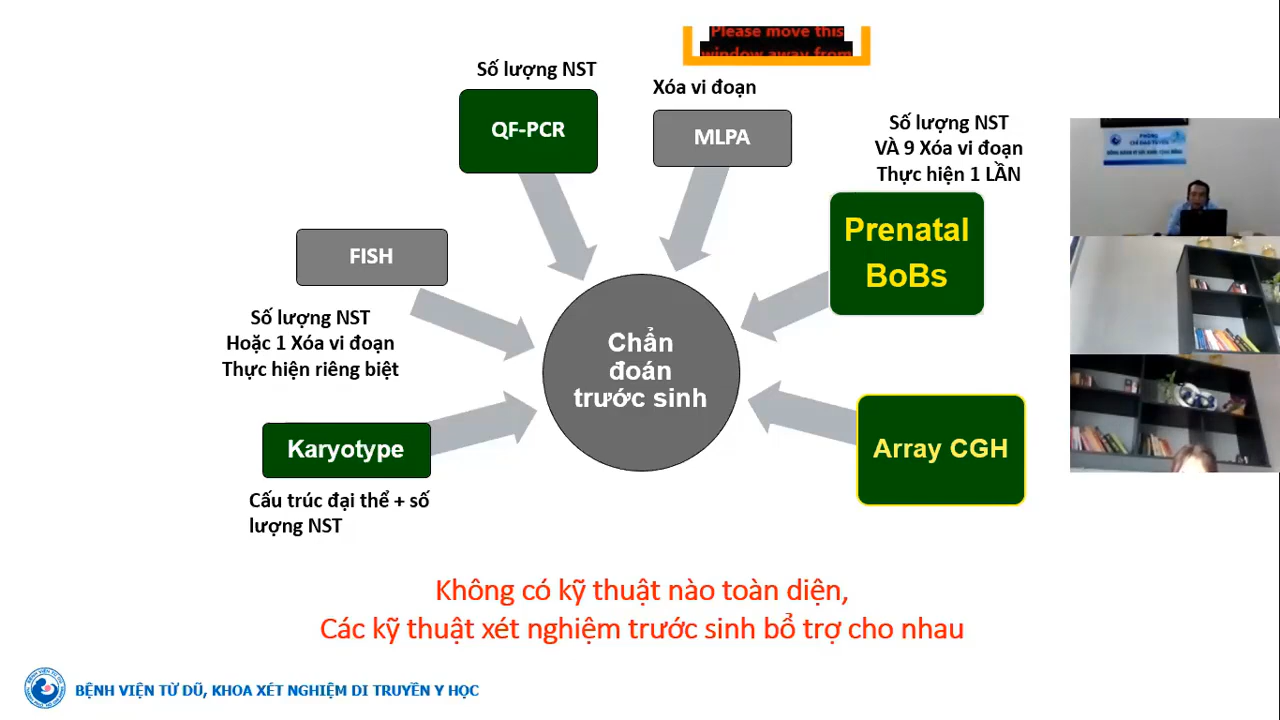 Please move this
window away from
Số lượng NST
QF-PCR
Xóa vi đoạn
MLPA
Số lượng NST
VÀ 9 Xóa vi đoạn
Thực hiện 1 LẦN
Prenatal
BoBs
FISH
Số lượng NST
Hoặc 1 Xóa vi đoạn
Thực hiện riêng biệt
Chẩn
đoán
trước sinh
Karyotype
Cấu trúc đại thể + số
lượng NST
Array CGH
Không có kỹ thuật nào toàn diện,
Các kỹ thuật xét nghiệm trước sinh bổ trợ cho nhau
BỆNH VIỆN TỪ DŨ, KHOA XÉT NGHIỆM DI TRUYỀN Y HỌC